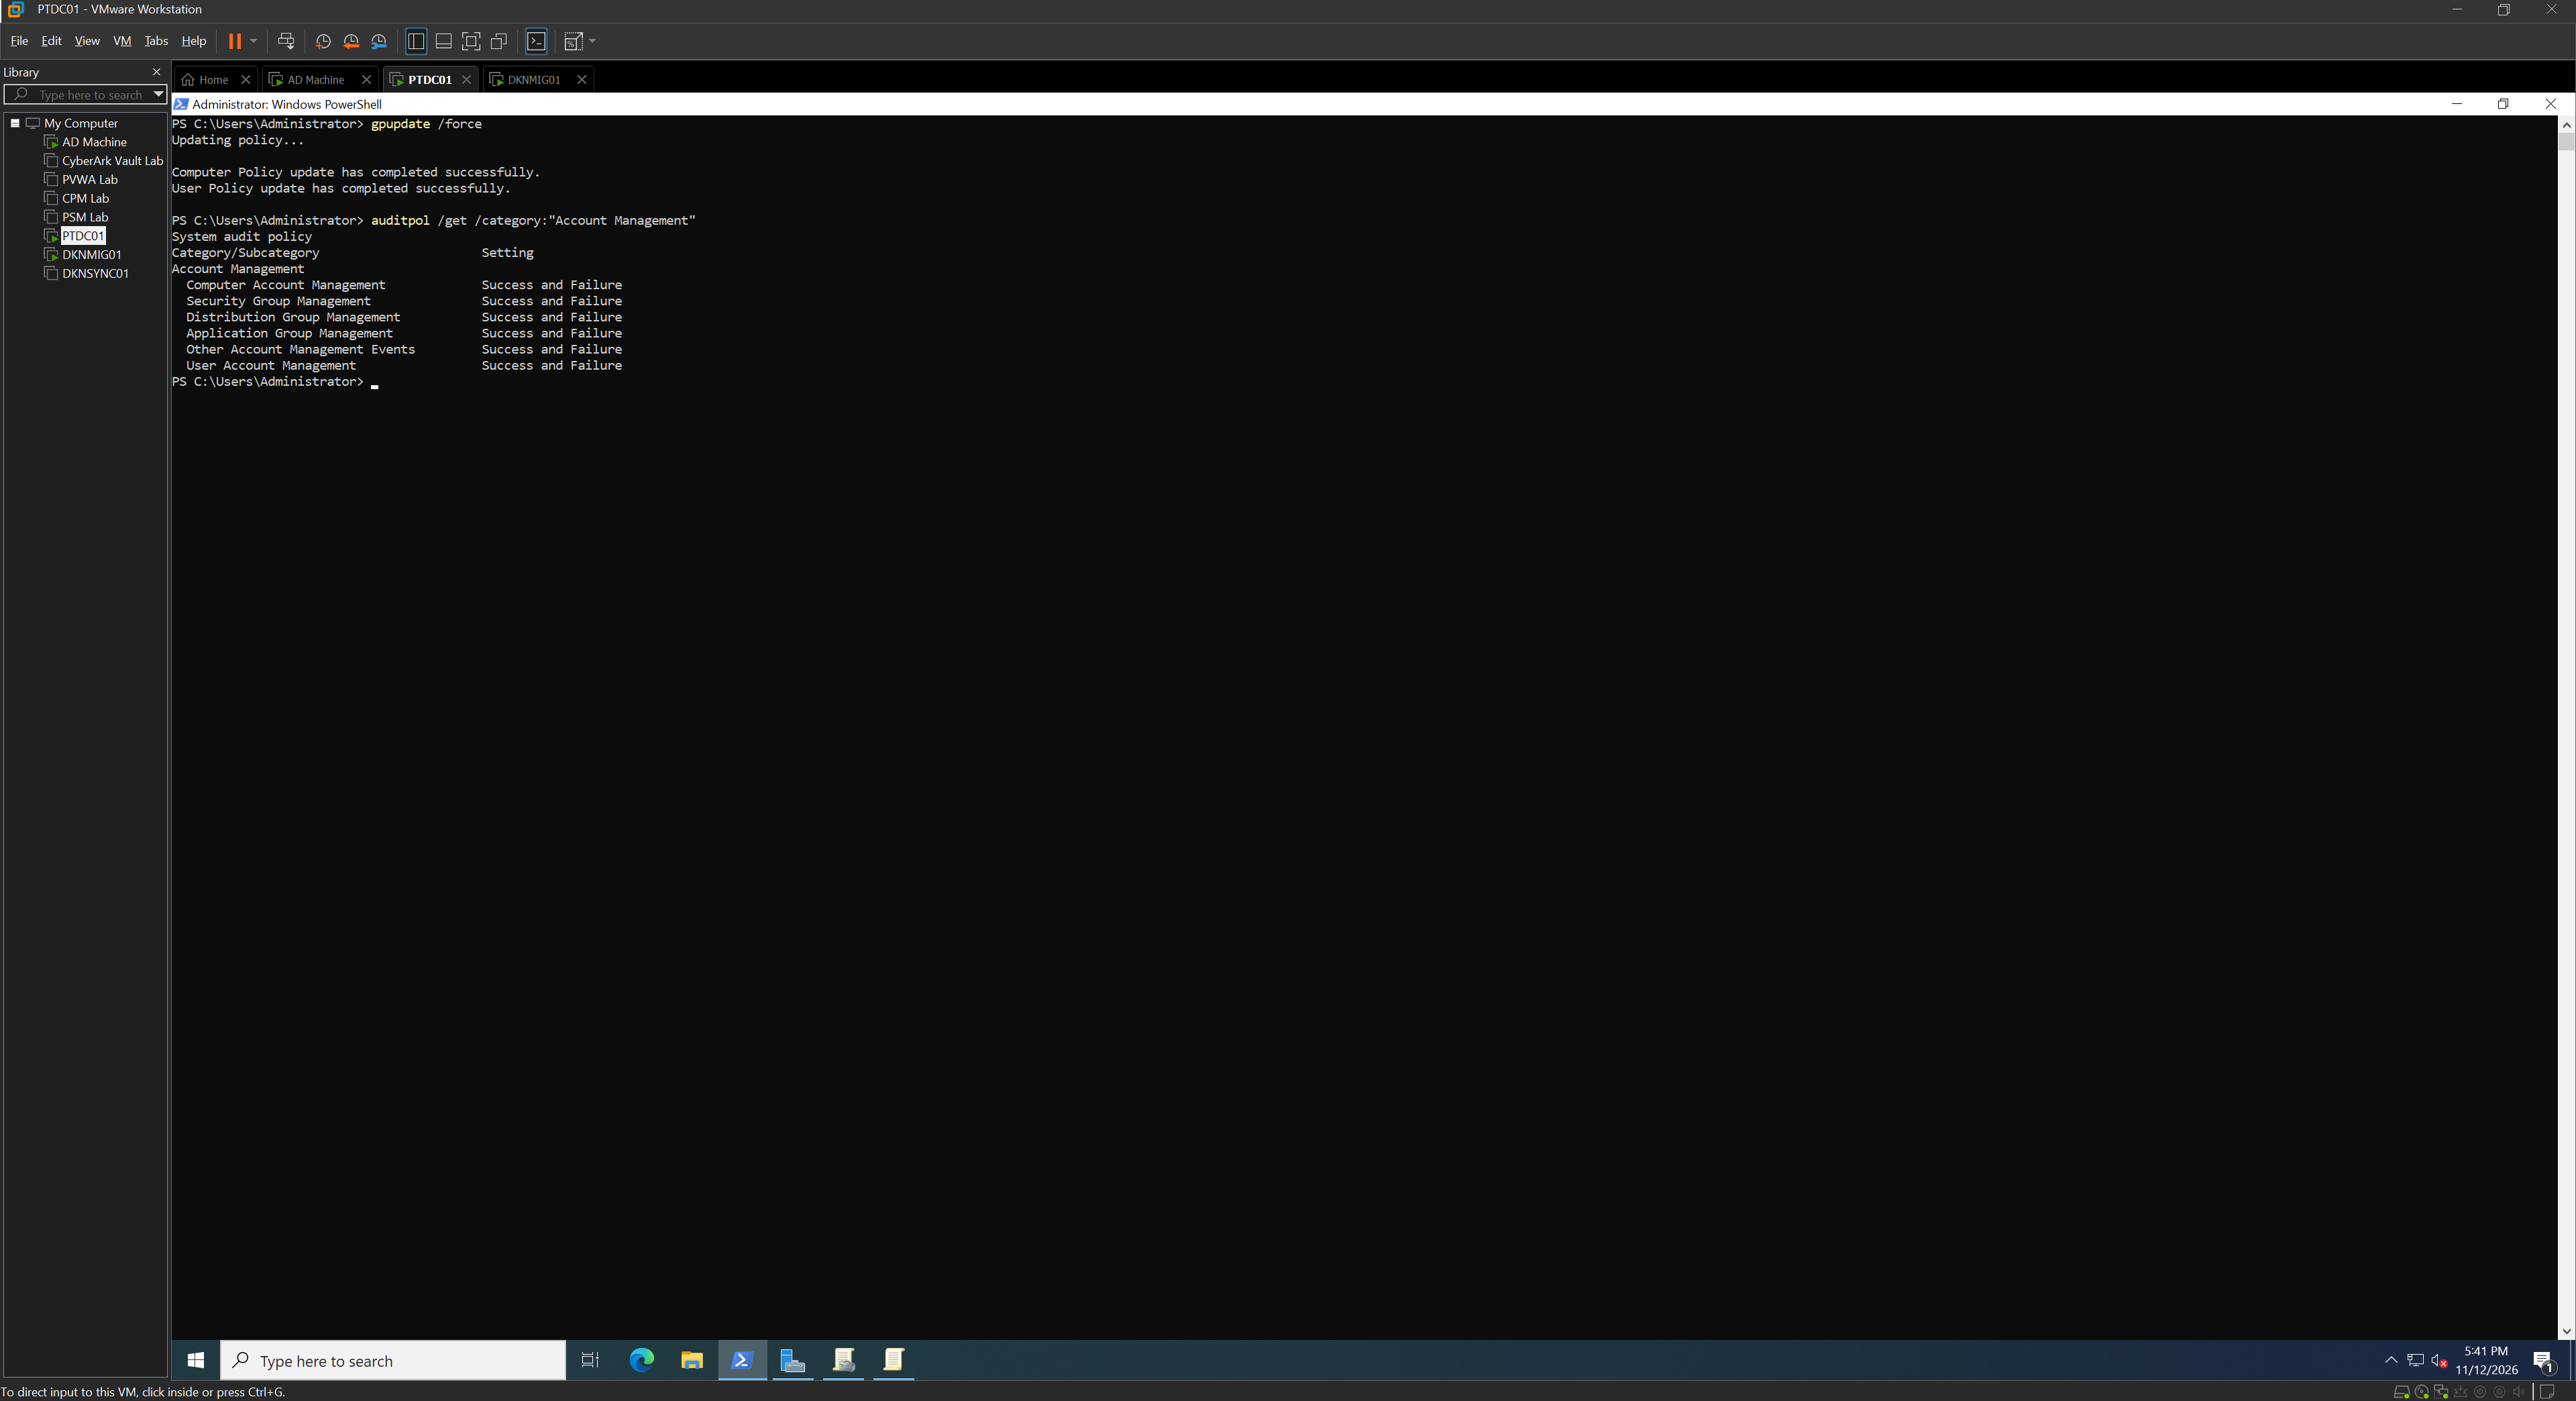 PTDC01 - VMware Workstation
File Edit View VM Tabs Help
Library
Type here to search
My Computer
AD Machine
CyberArk Vault Lab
PVWA Lab
CPM Lab
PSM Lab
PTDC01
DKNMIG01
DKNSYNC01
Home AD Machine PTDC01 DKNMIG01
Administrator: Windows PowerShell
PS C:\Users\Administrator> gpupdate /force
Updating policy...
Computer Policy update has completed successfully.
User Policy update has completed successfully.
PS C:\Users\Administrator> auditpol /get /category:"Account Management"
System audit policy
Category/Subcategory Setting
Account Management
Computer Account Management Success and Failure
Security Group Management Success and Failure
Distribution Group Management Success and Failure
Application Group Management Success and Failure
Other Account Management Events Success and Failure
User Account Management Success and Failure
PS C:\Users\Administrator>
Type here to search
5:41 PM
11/12/2026
1
To direct input to this VM, click inside or press Ctrl+G.